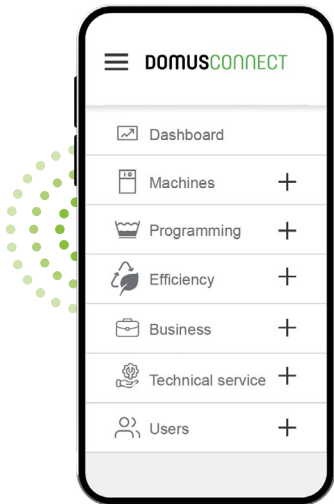 DOMUSCONNECT
Dashboard
Machines +
Programming +
Efficiency +
Business +
Technical service +
Users +